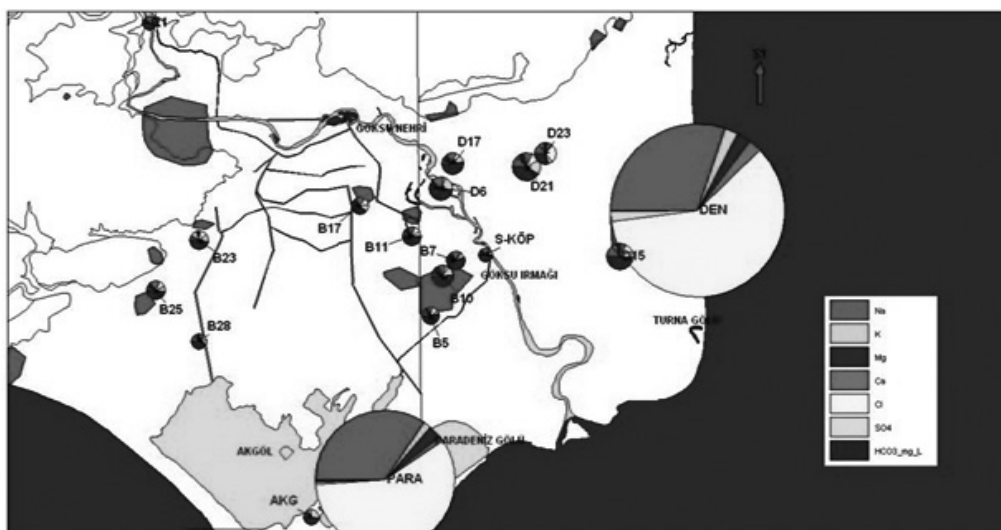 GÖKSU NEHRİ
D23
D17
D21
D6
DEN
B17
B11
S-KÖP
B23
B7
GÖKSU IRMAĞI
B25
B10
B5
B28
TURNA GÖLÜ
Na
K
Mg
Ca
Cl
SO4
HCO3_mg_L
AKGÖL
PARADENİZ GÖLÜ
PARA
AKG